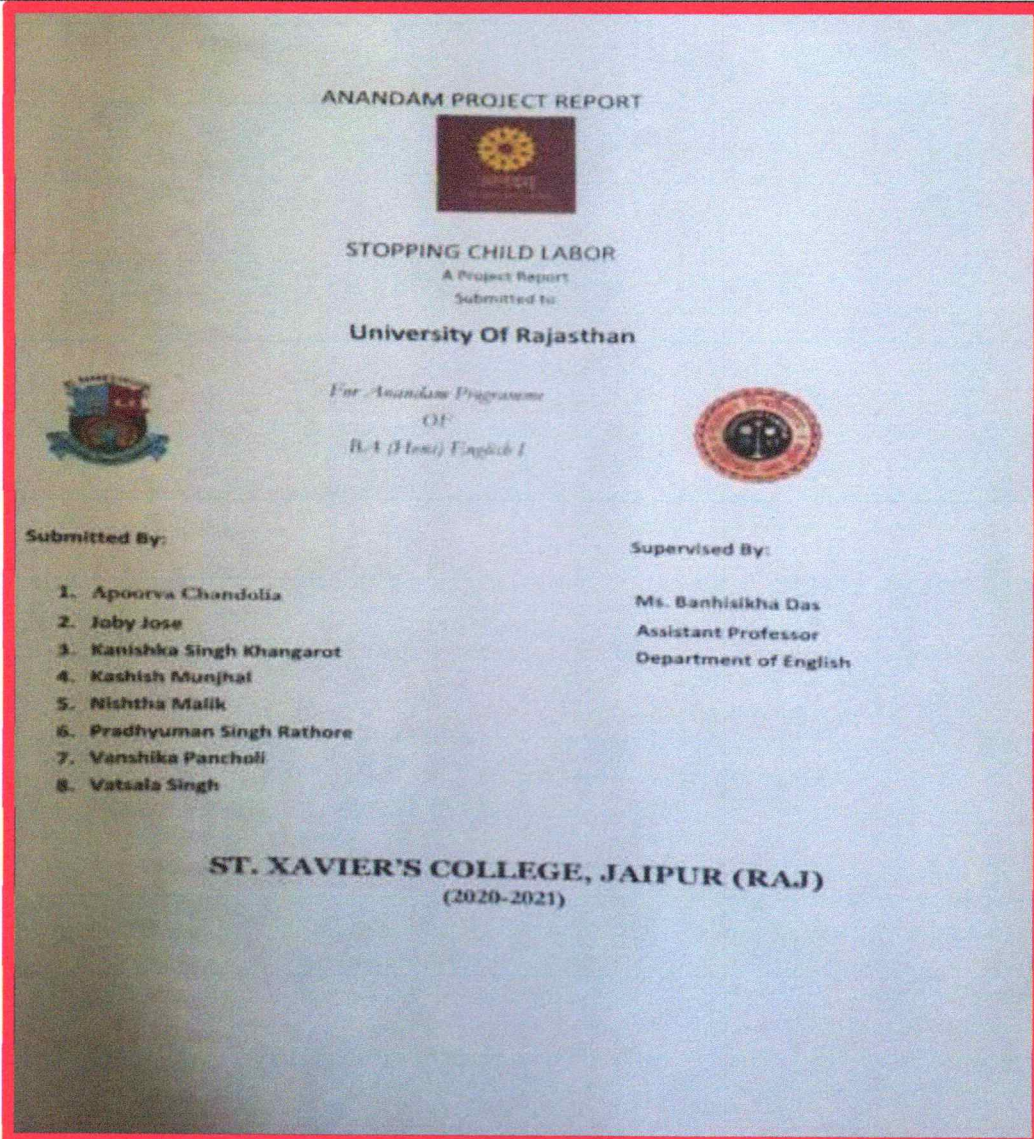 ANANDAM PROJECT REPORT
STOPPING CHILD LABOR
A Project Report
Submitted to
University Of Rajasthan
For Anandam Programme
OF
BA (Hons) English I
Submitted By:
1. Apoorva Chandolia
2. Joby Jose
3. Kanishka Singh Khangarot
4. Kashish Munjhal
5. Nishtha Malik
6. Pradhyuman Singh Rathore
7. Vanshika Pancholi
8. Vatsala Singh
Supervised By:
Ms. Banhisikha Das
Assistant Professor
Department of English
ST. XAVIER'S COLLEGE, JAIPUR (RAJ)
(2020-2021)